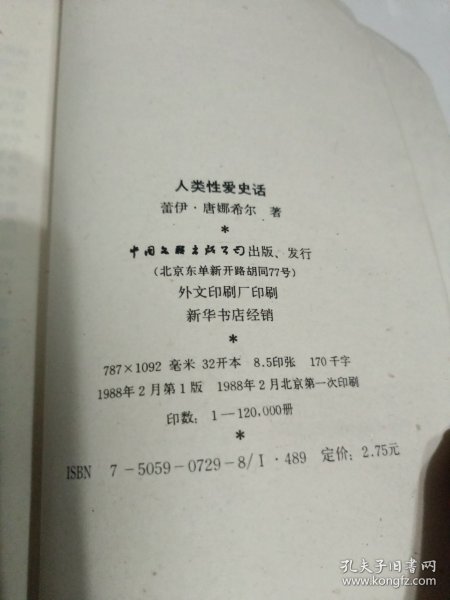 人类性爱史话
蕾伊·唐娜希尔 著
*
中国文联出版公司出版、发行
(北京东单新开路胡同77号)
外文印刷厂印刷
新华书店经销
*
787×1092 毫米 32开本 8.5印张 170千字
1988年2月第1版 1988年2月北京第一次印刷
印数：1—120,000册
*
ISBN 7-5059-0729-8/I·489 定价：2.75元
孔夫子旧书网
www.kongfz.com